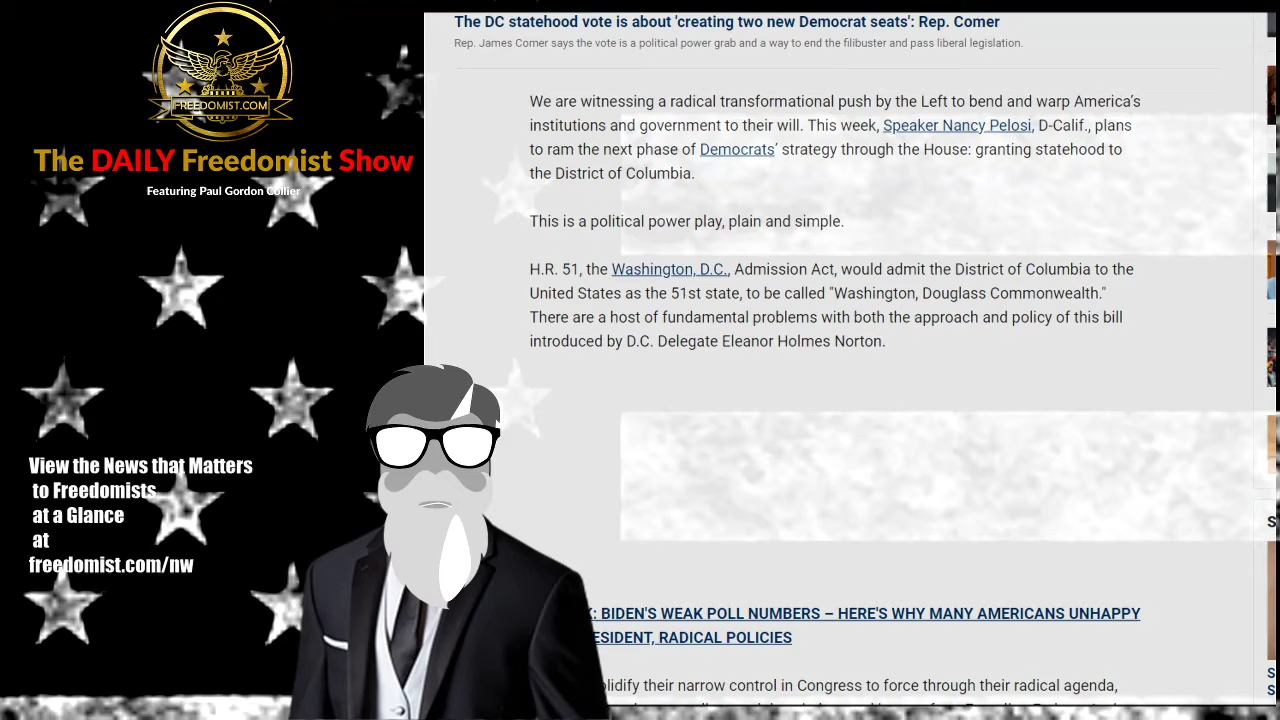 FREEDOMIST.COM
The DAILY Freedomist Show
Featuring Paul Gordon Collier
View the News that Matters
to Freedomists
at a Glance
at
freedomist.com/nw
The DC statehood vote is about 'creating two new Democrat seats': Rep. Comer
Rep. James Comer says the vote is a political power grab and a way to end the filibuster and pass liberal legislation.
We are witnessing a radical transformational push by the Left to bend and warp America’s
institutions and government to their will. This week, Speaker Nancy Pelosi, D-Calif., plans
to ram the next phase of Democrats’ strategy through the House: granting statehood to
the District of Columbia.
This is a political power play, plain and simple.
H.R. 51, the Washington, D.C., Admission Act, would admit the District of Columbia to the
United States as the 51st state, to be called "Washington, Douglass Commonwealth."
There are a host of fundamental problems with both the approach and policy of this bill
introduced by D.C. Delegate Eleanor Holmes Norton.
: BIDEN'S WEAK POLL NUMBERS – HERE'S WHY MANY AMERICANS UNHAPPY
ESIDENT, RADICAL POLICIES
lidify their narrow control in Congress to force through their radical agenda,
S
S
S